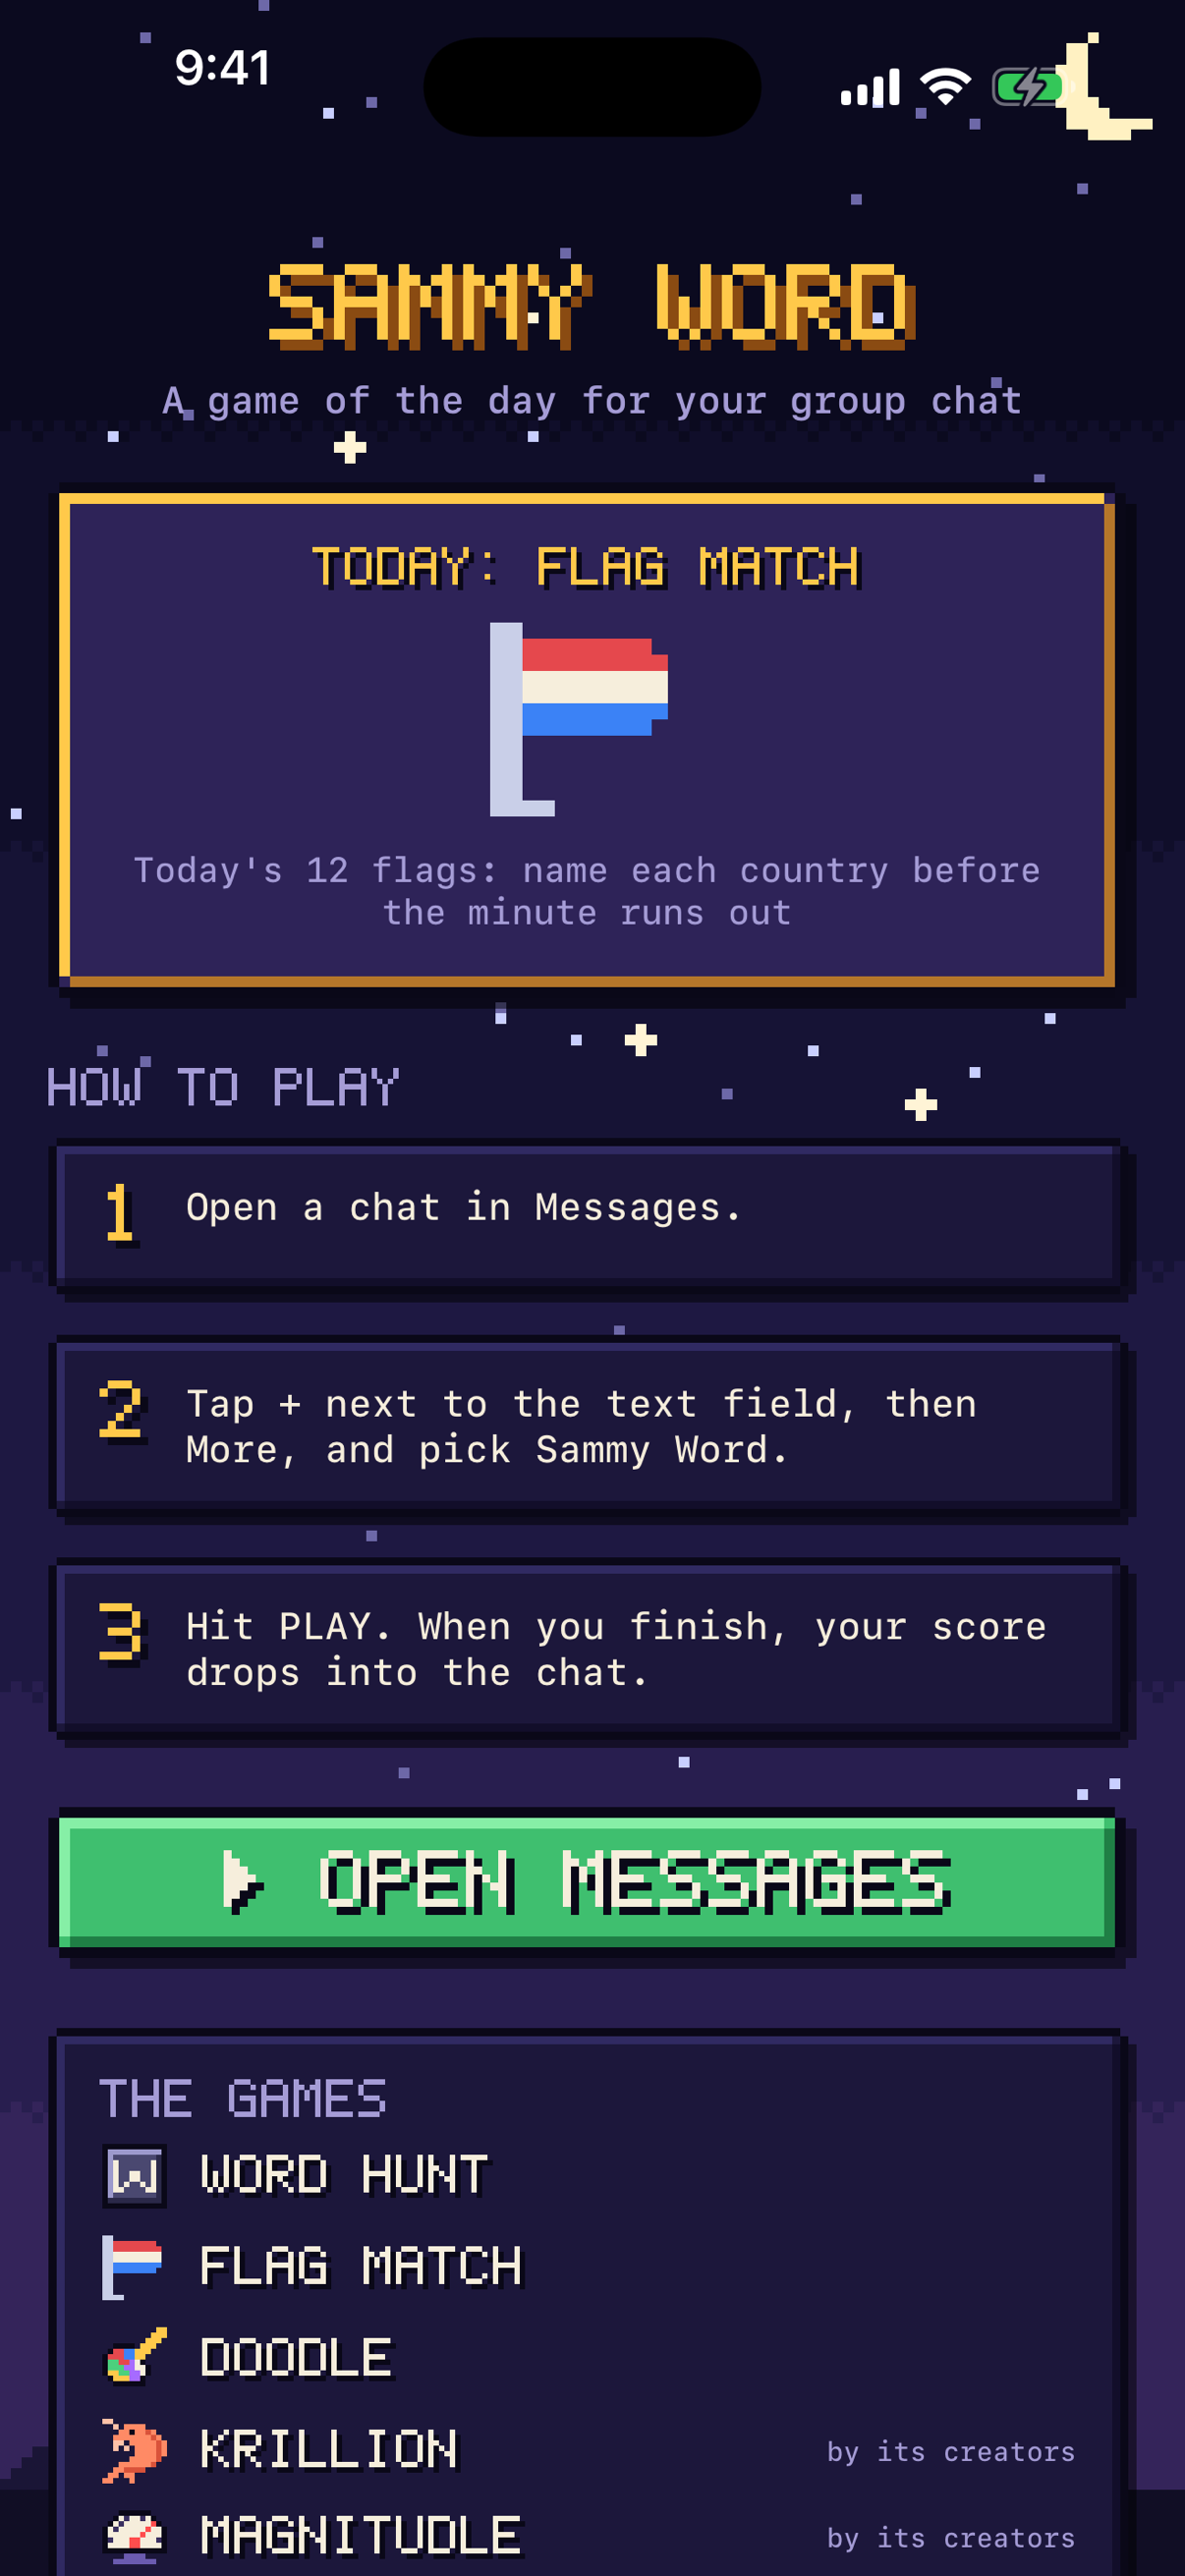 9:41
SAMMY WORD
A game of the day for your group chat
TODAY: FLAG MATCH
Today's 12 flags: name each country before
the minute runs out
HOW TO PLAY
1 Open a chat in Messages.
2 Tap + next to the text field, then
More, and pick Sammy Word.
3 Hit PLAY. When you finish, your score
drops into the chat.
OPEN MESSAGES
THE GAMES
W WORD HUNT
FLAG MATCH
DOODLE
KRILLION by its creators
MAGNITUDLE by its creators